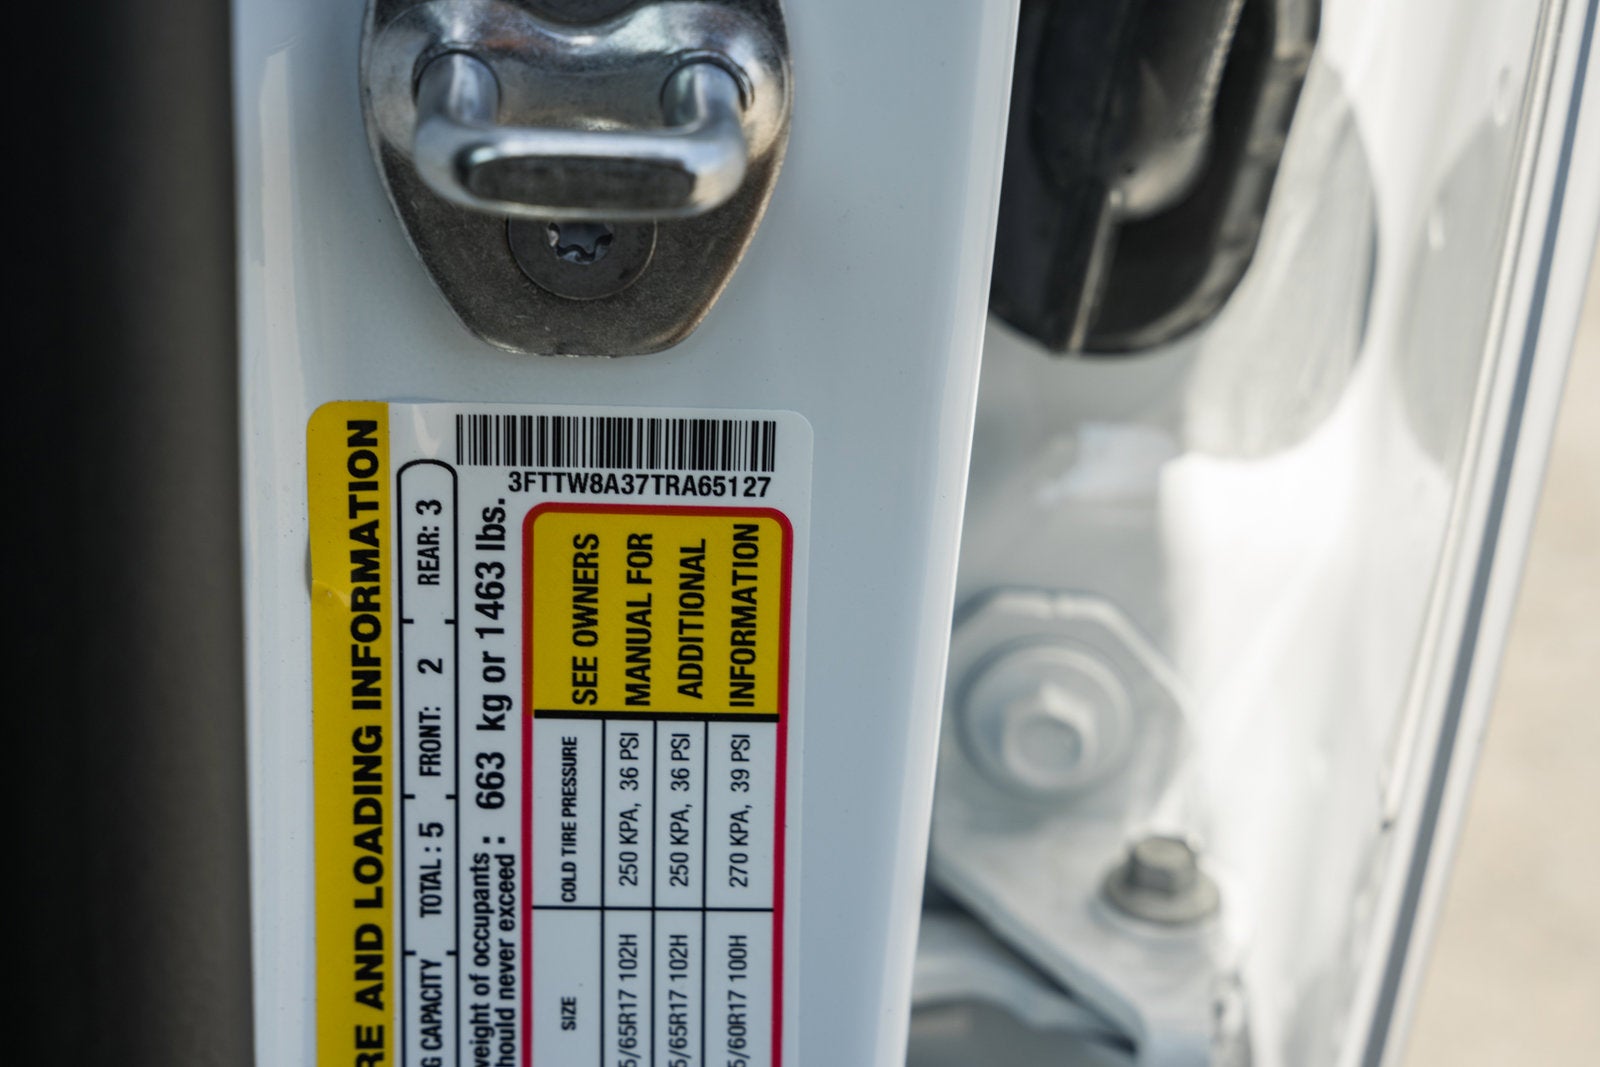 3FTTW8A37TRA65127
RE AND LOADING INFORMATION
G CAPACITY TOTAL : 5 FRONT: 2 REAR: 3
weight of occupants : 663 kg or 1463 lbs.
hould never exceed :
SIZE COLD TIRE PRESSURE
5/65R17 102H 250 KPA, 36 PSI
5/65R17 102H 250 KPA, 36 PSI
5/60R17 100H 270 KPA, 39 PSI
SEE OWNERS
MANUAL FOR
ADDITIONAL
INFORMATION